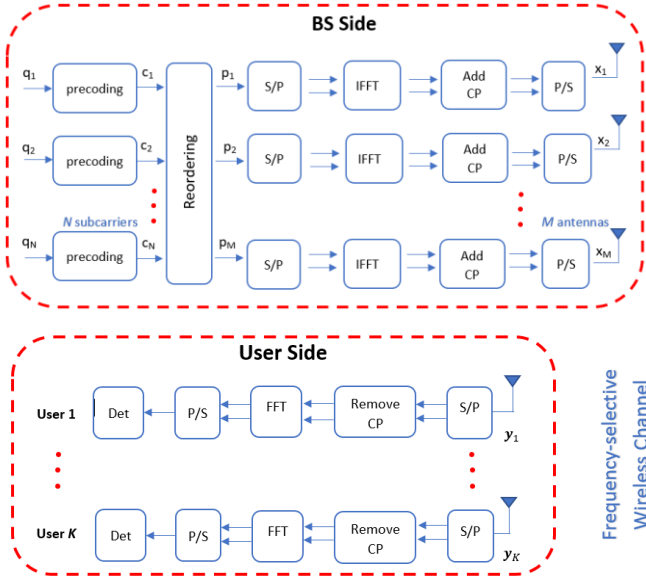 BS Side
q1 precoding c1 Reordering p1 S/P IFFT Add CP P/S x1
q2 precoding c2 p2 S/P IFFT Add CP P/S x2
N subcarriers M antennas
qN precoding cN pM S/P IFFT Add CP P/S xM
User Side
User 1 Det P/S FFT Remove CP S/P y1
User K Det P/S FFT Remove CP S/P yK
Frequency-selective
Wireless Channel